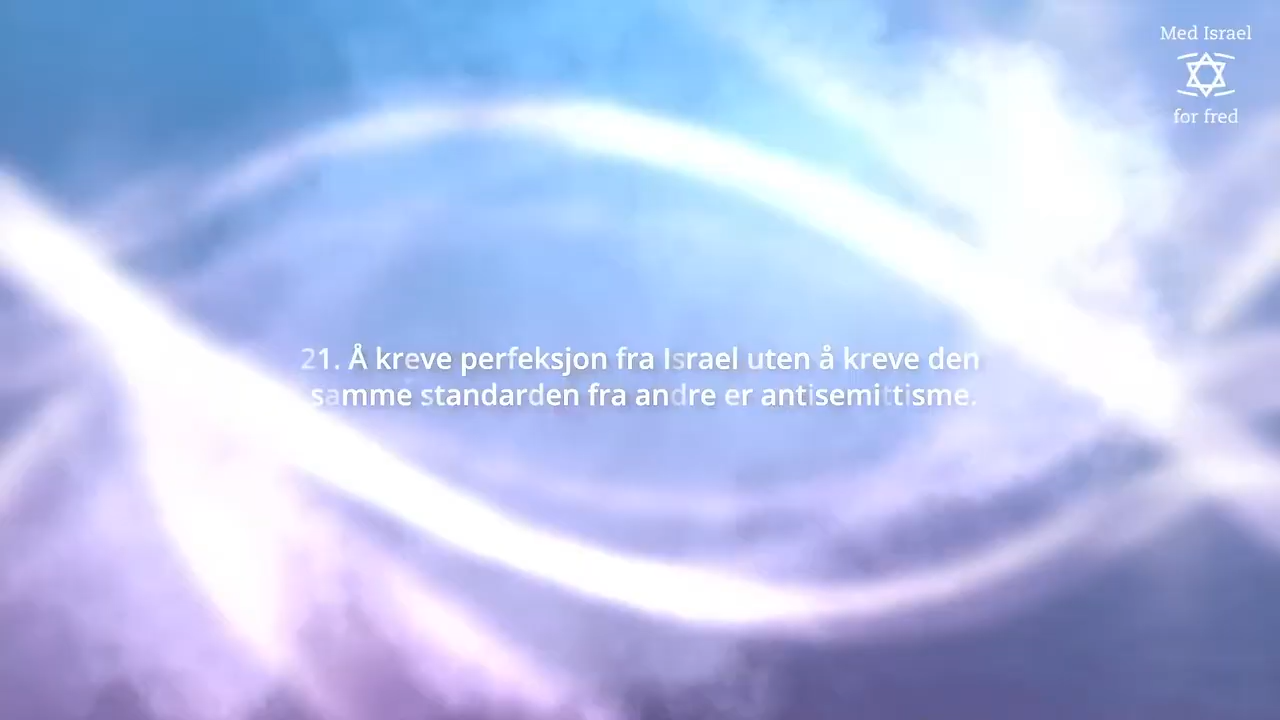 Med Israel
for fred
21. Å kreve perfeksjon fra Israel uten å kreve den
samme standarden fra andre er antisemittisme.